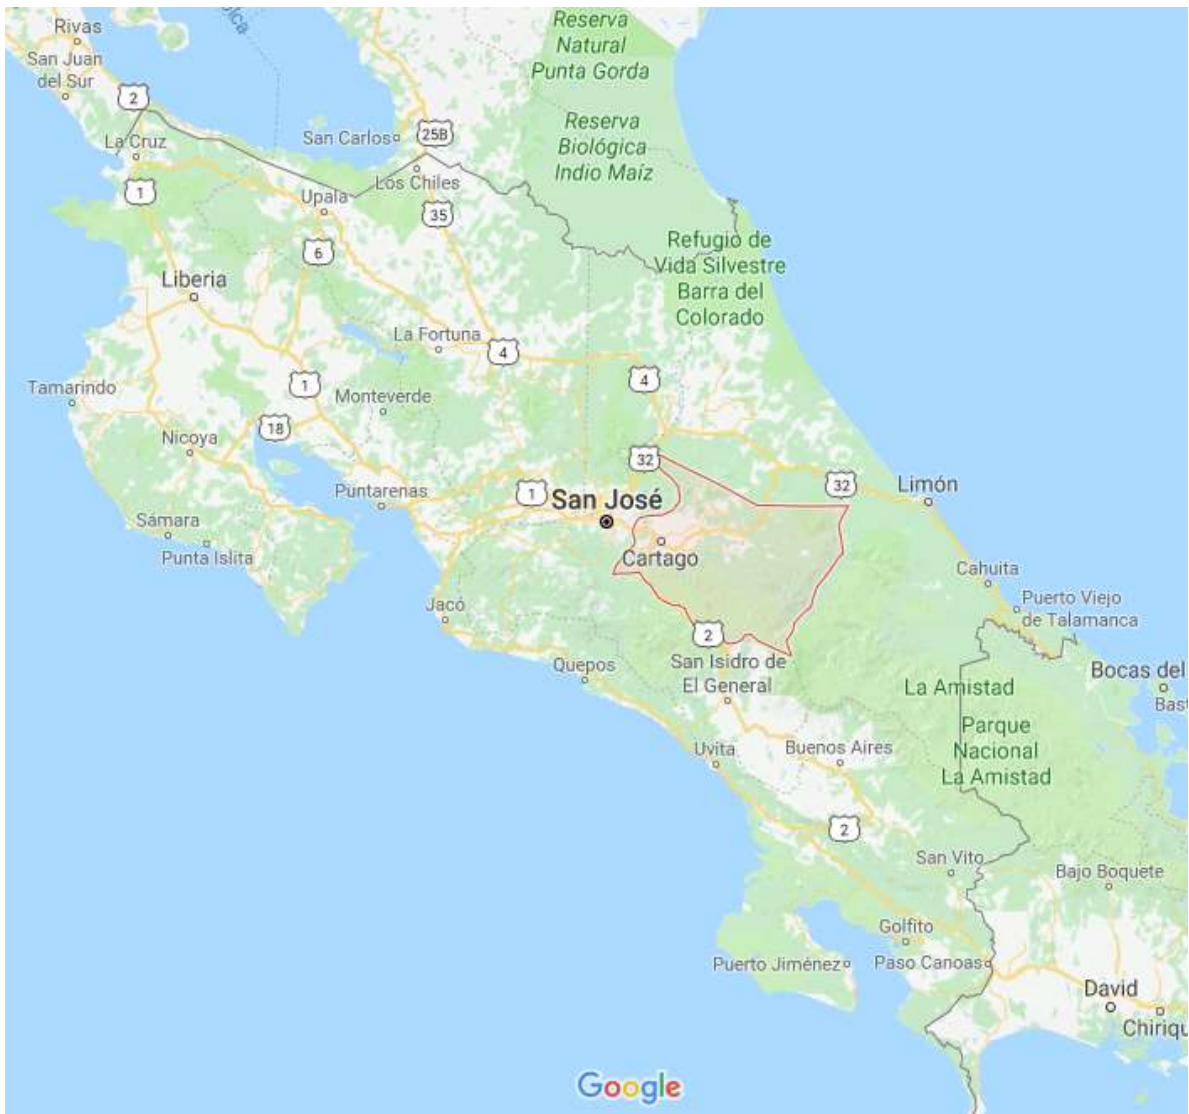 olca
Rivas
San Juan
del Sur
2
La Cruz
1
San Carlos
25B
Los Chiles
Upala
35
6
Reserva
Natural
Punta Gorda
Reserva
Biológica
Indio Maíz
Refugio de
Vida Silvestre
Barra del
Colorado
Liberia
La Fortuna
4
4
1
Tamarindo
Monteverde
18
Nicoya
32
32
Limón
Puntarenas
1
San José
Sámara
Punta Islita
Cartago
Cahuita
Puerto Viejo
de Talamanca
Jacó
2
Quepos
San Isidro de
El General
Bocas del
Bast
La Amistad
Parque
Nacional
La Amistad
Uvita
Buenos Aires
2
San Vito
Bajo Boquete
Golfito
Puerto Jiménez
Paso Canoas
David
Chiriqu
Google